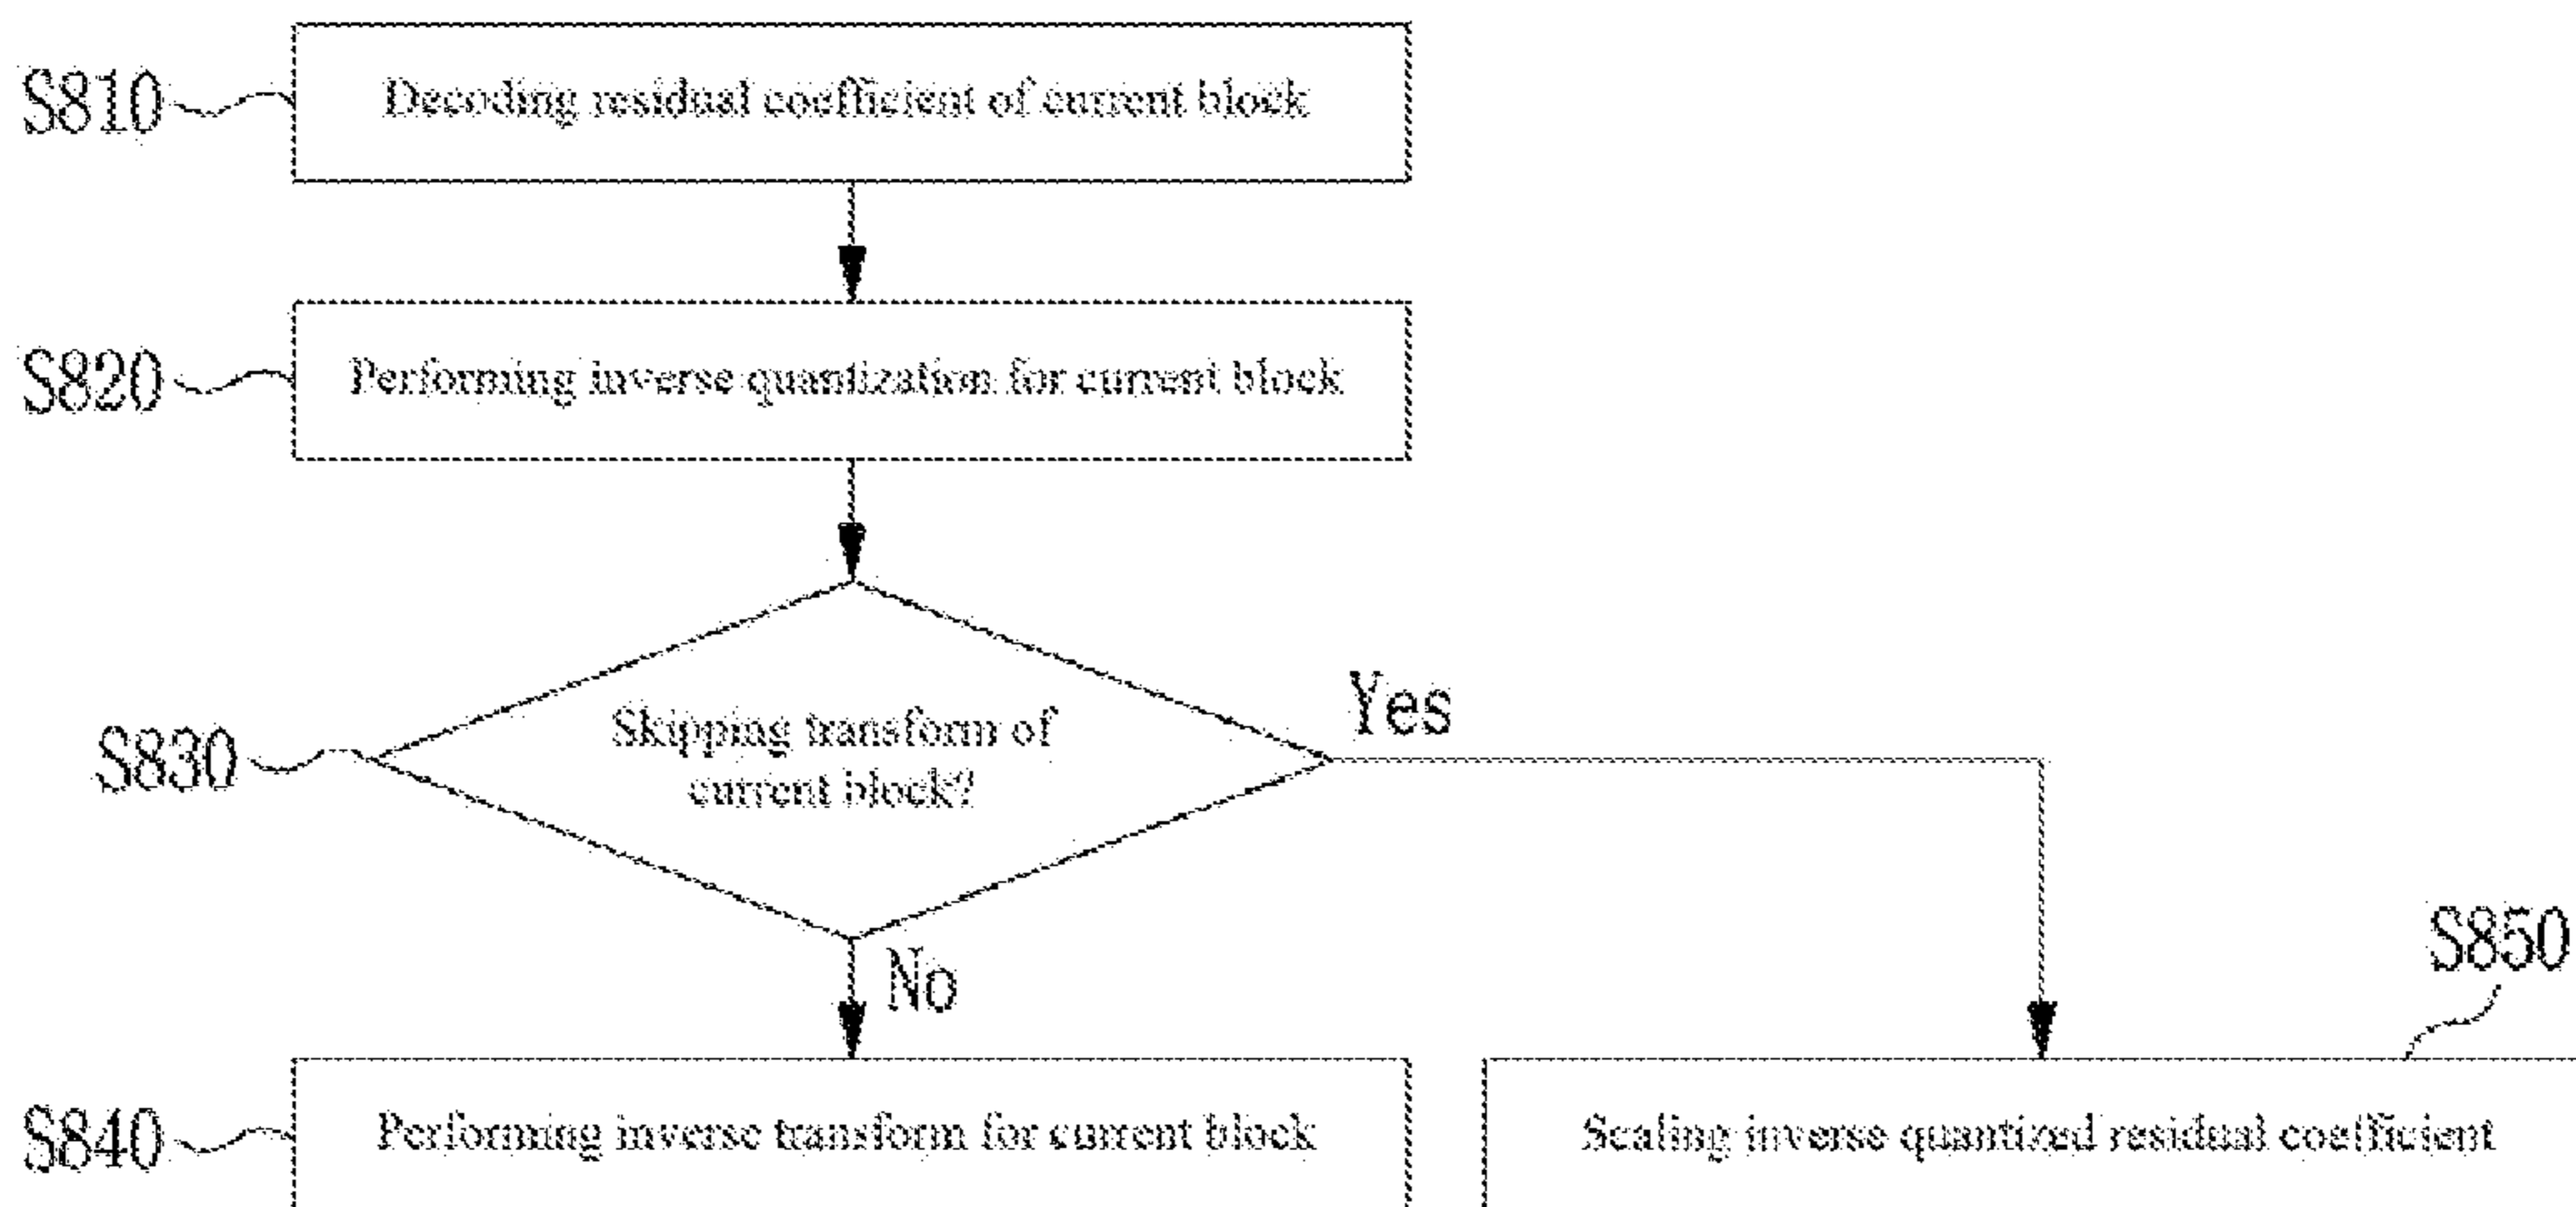 S810
Decoding residual coefficient of current block
S820
Performing inverse quantization for current block
S830
Skipping transform of
current block?
Yes
No
S840
Performing inverse transform for current block
S850
Scaling inverse quantized residual coefficient